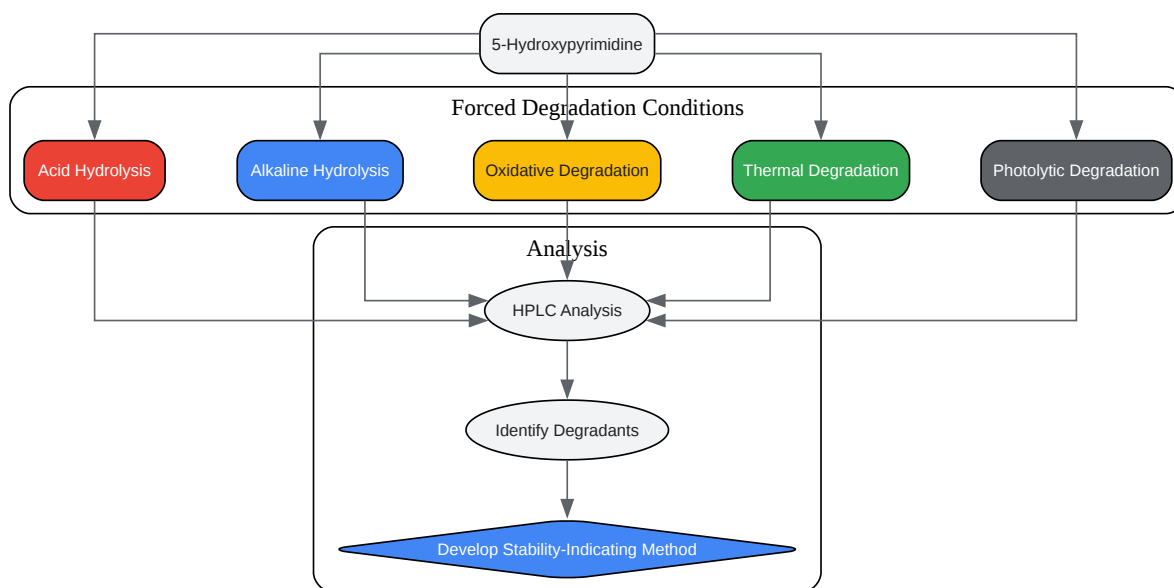 5-Hydroxypyrimidine
Forced Degradation Conditions
Acid Hydrolysis
Alkaline Hydrolysis
Oxidative Degradation
Thermal Degradation
Photolytic Degradation
Analysis
HPLC Analysis
Identify Degradants
Develop Stability-Indicating Method